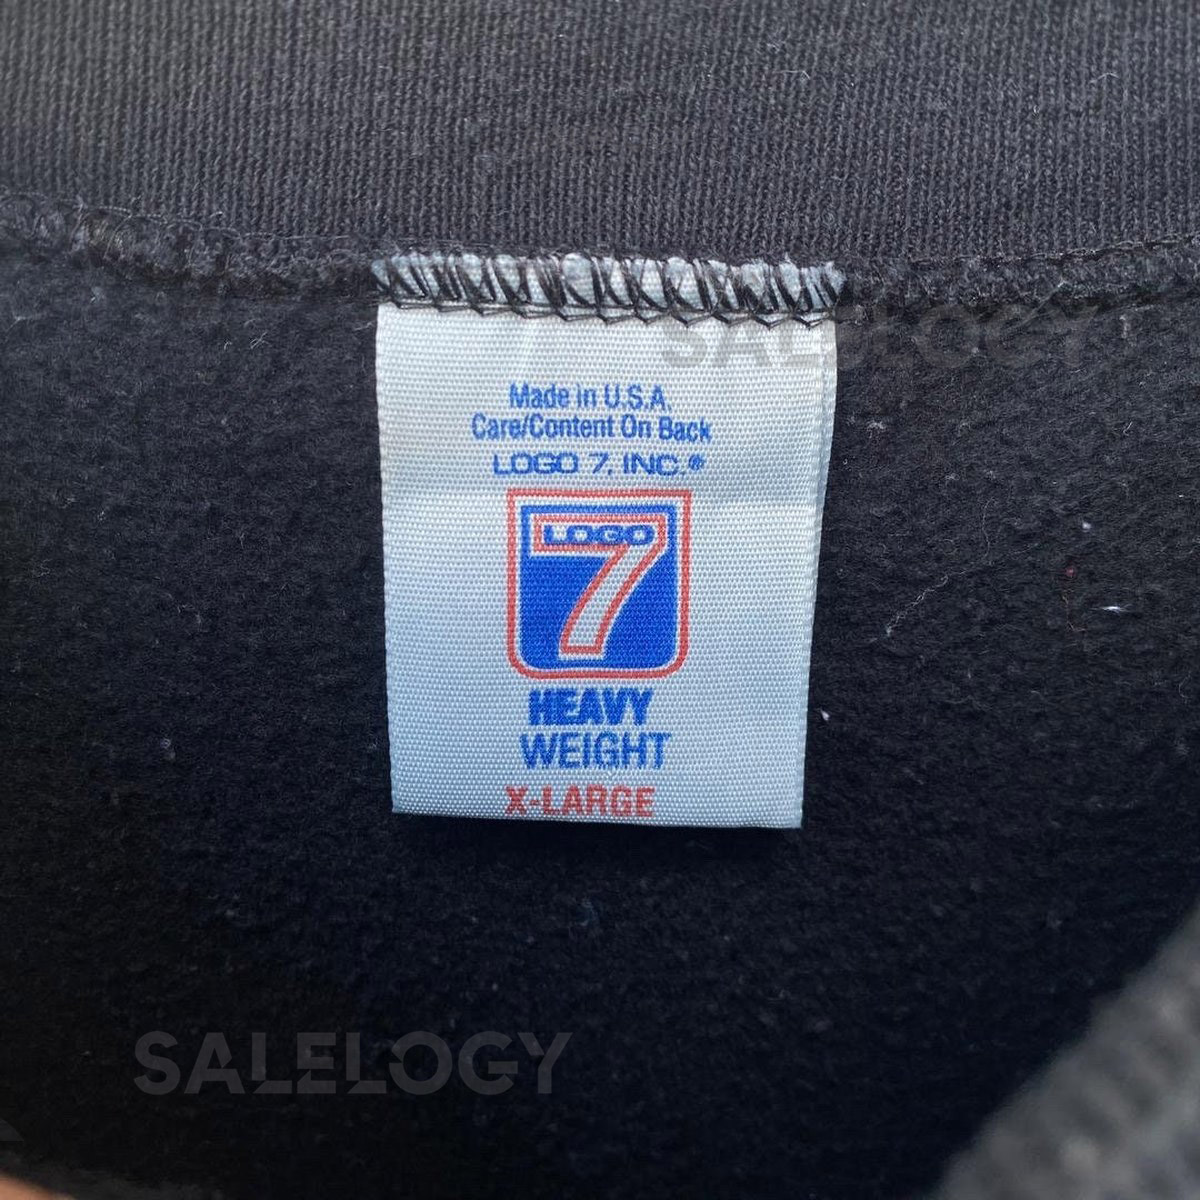 SALELOGY
Made in U.S.A.
Care/Content On Back
LOGO 7, INC.®
LOGO
7
HEAVY
WEIGHT
X-LARGE
SALELOGY